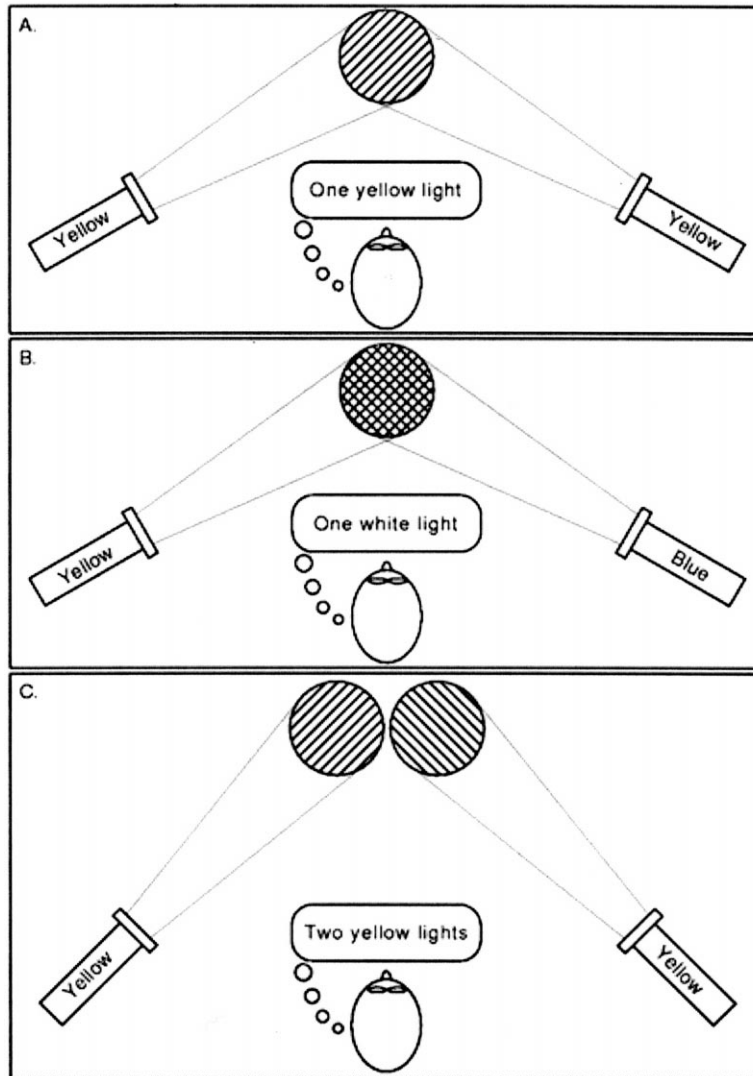 A.
One yellow light
Yellow
Yellow
B.
One white light
Yellow
Blue
C.
Two yellow lights
Yellow
Yellow